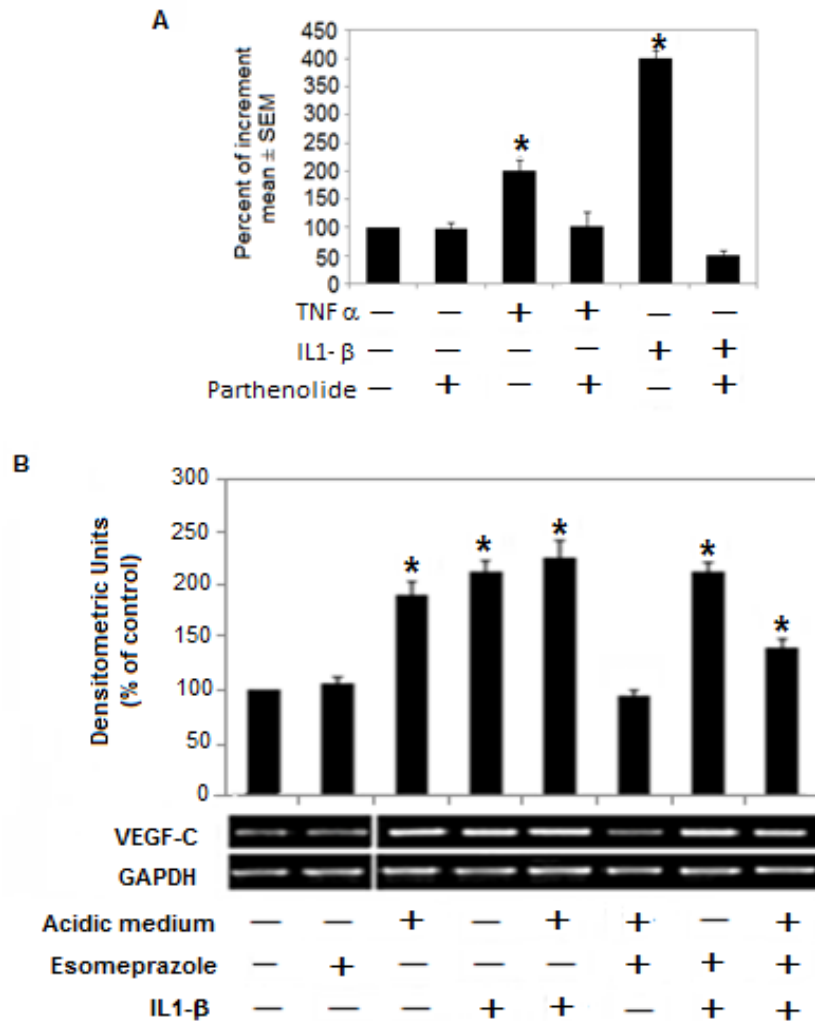 A
Percent of increment
mean ± SEM
450
400
350
300
250
200
150
100
50
0
*
*
TNF α — — + + — —
IL1- β — — — — + +
Parthenolide — + — + — +
B
Densitometric Units
(% of control)
300
250
200
150
100
50
0
*
*
*
*
*
VEGF-C
GAPDH
Acidic medium — — + — + + — +
Esomeprazole — + — — — + + +
IL1-β — — — + + — + +